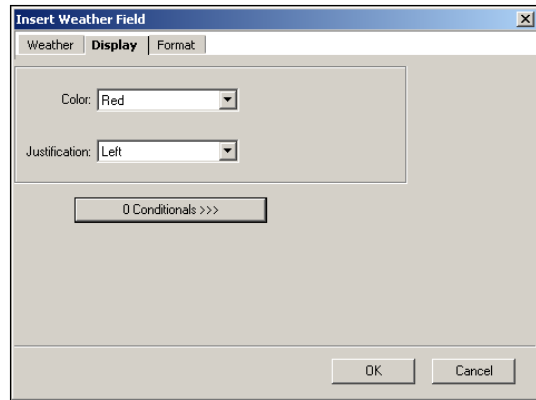 Insert Weather Field
Weather Display Format
Color: Red
Justification: Left
0 Conditionals >>>
OK Cancel